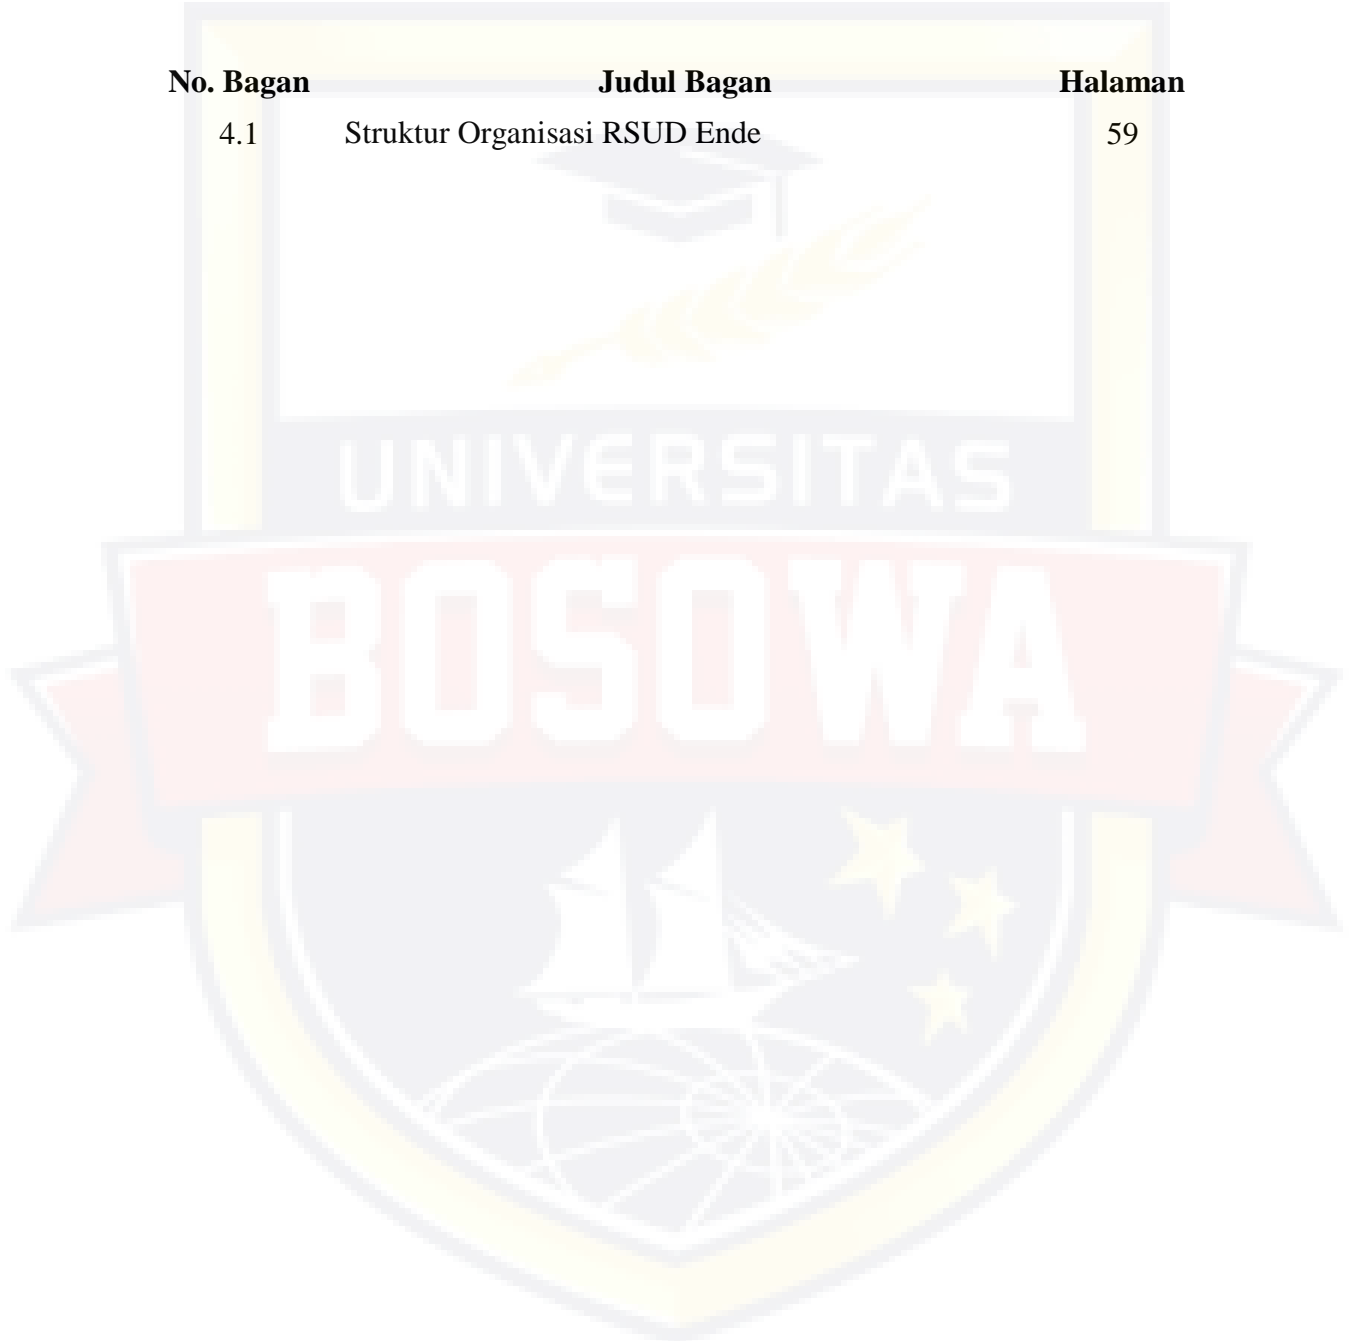 No. Bagan Judul Bagan Halaman
4.1 Struktur Organisasi RSUD Ende 59
UNIVERSITAS
BOSOWA